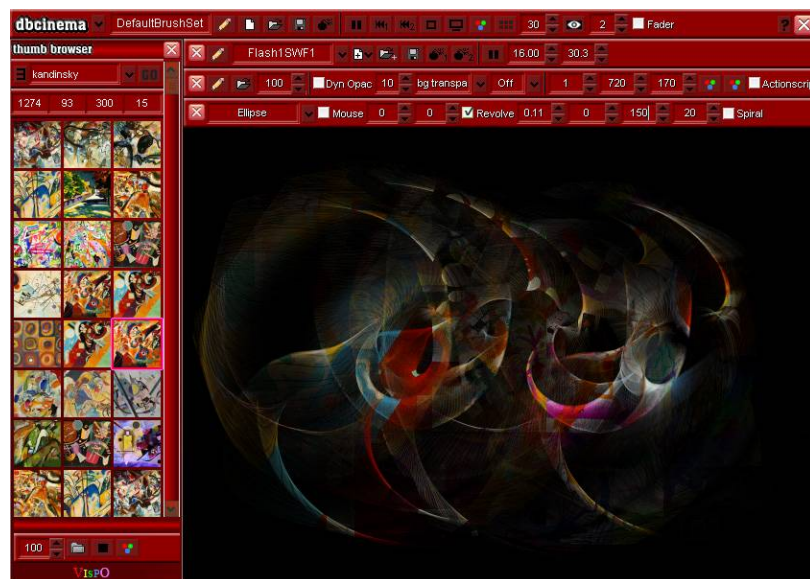 dbcinema DefaultBrushSet 30 2 Fader ?
thumb browser
Flash1SWF1 16.00 30.3
kandinsky GO
100 Dyn Opac 10 bg transpa Off 1 720 170 Actionscrip
1274 93 300 15
Ellipse Mouse 0 0 Revolve 0.11 0 150 20 Spiral
100
VISPO